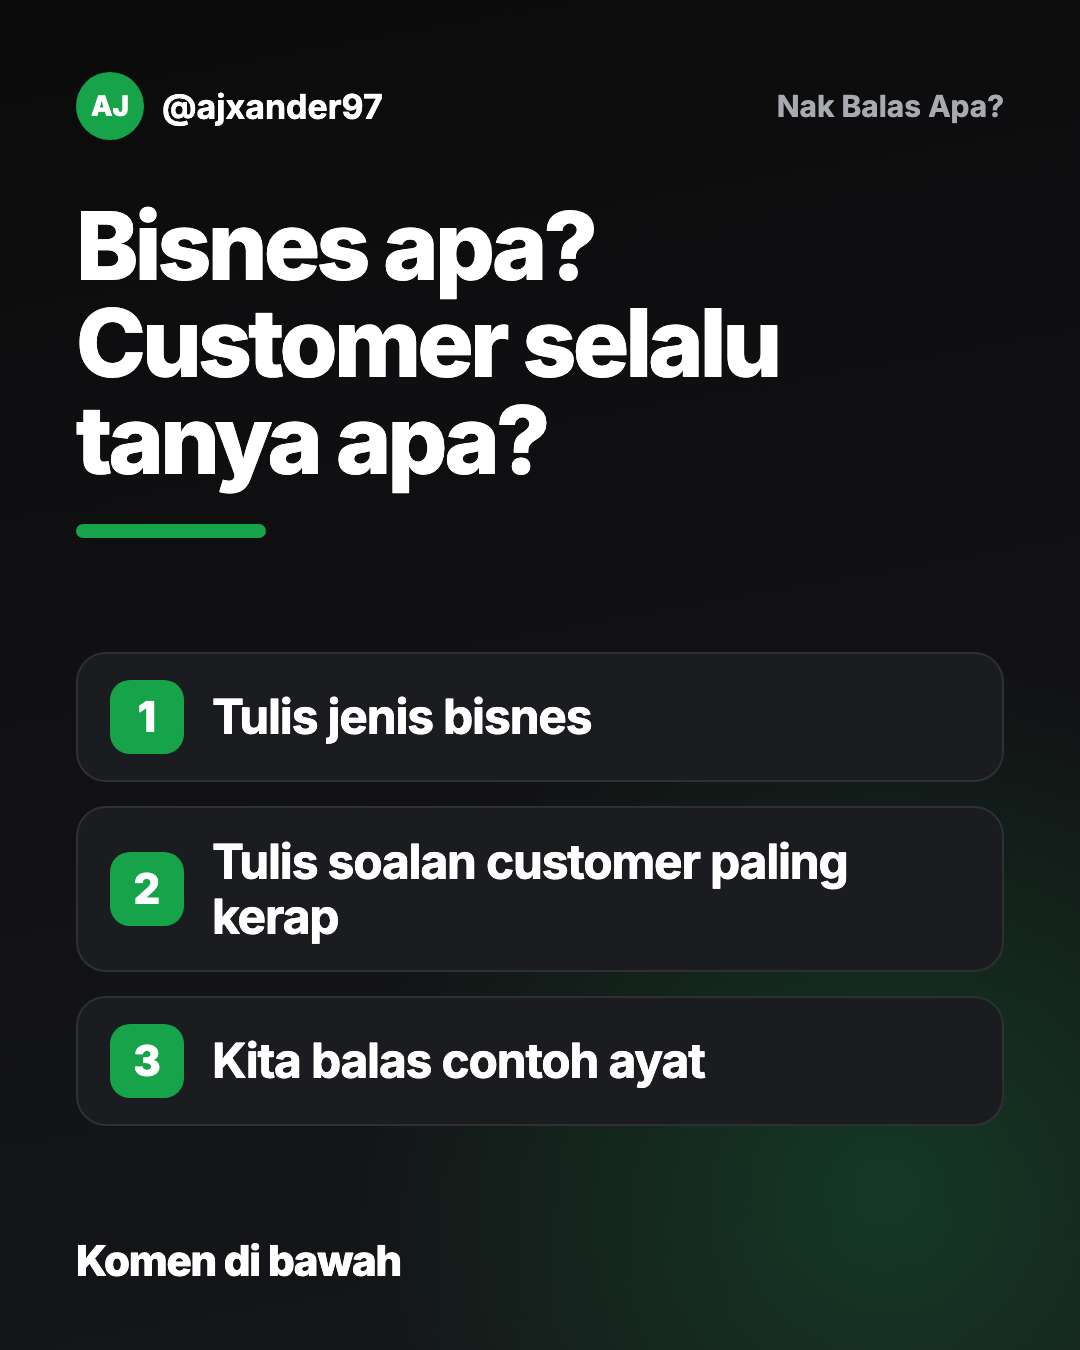 AJ @ajxander97
Nak Balas Apa?
Bisnes apa?
Customer selalu
tanya apa?
1 Tulis jenis bisnes
2 Tulis soalan customer paling
kerap
3 Kita balas contoh ayat
Komen di bawah